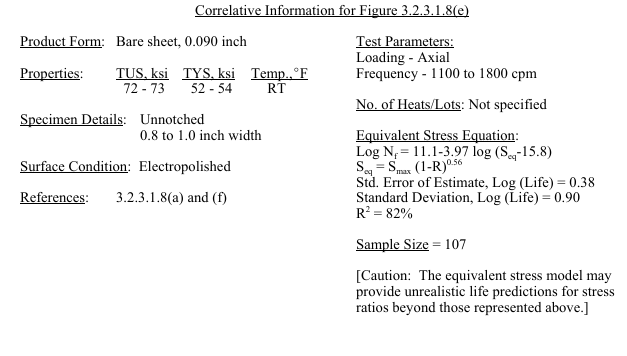 Correlative Information for Figure 3.2.3.1.8(e)
Product Form: Bare sheet, 0.090 inch
Properties: TUS, ksi TYS, ksi Temp.,°F
72 - 73 52 - 54 RT
Specimen Details: Unnotched
0.8 to 1.0 inch width
Surface Condition: Electropolished
References: 3.2.3.1.8(a) and (f)
Test Parameters:
Loading - Axial
Frequency - 1100 to 1800 cpm
No. of Heats/Lots: Not specified
Equivalent Stress Equation:
Log Nf = 11.1-3.97 log (Seq-15.8)
Seq = Smax (1-R)^0.56
Std. Error of Estimate, Log (Life) = 0.38
Standard Deviation, Log (Life) = 0.90
R² = 82%
Sample Size = 107
[Caution: The equivalent stress model may
provide unrealistic life predictions for stress
ratios beyond those represented above.]